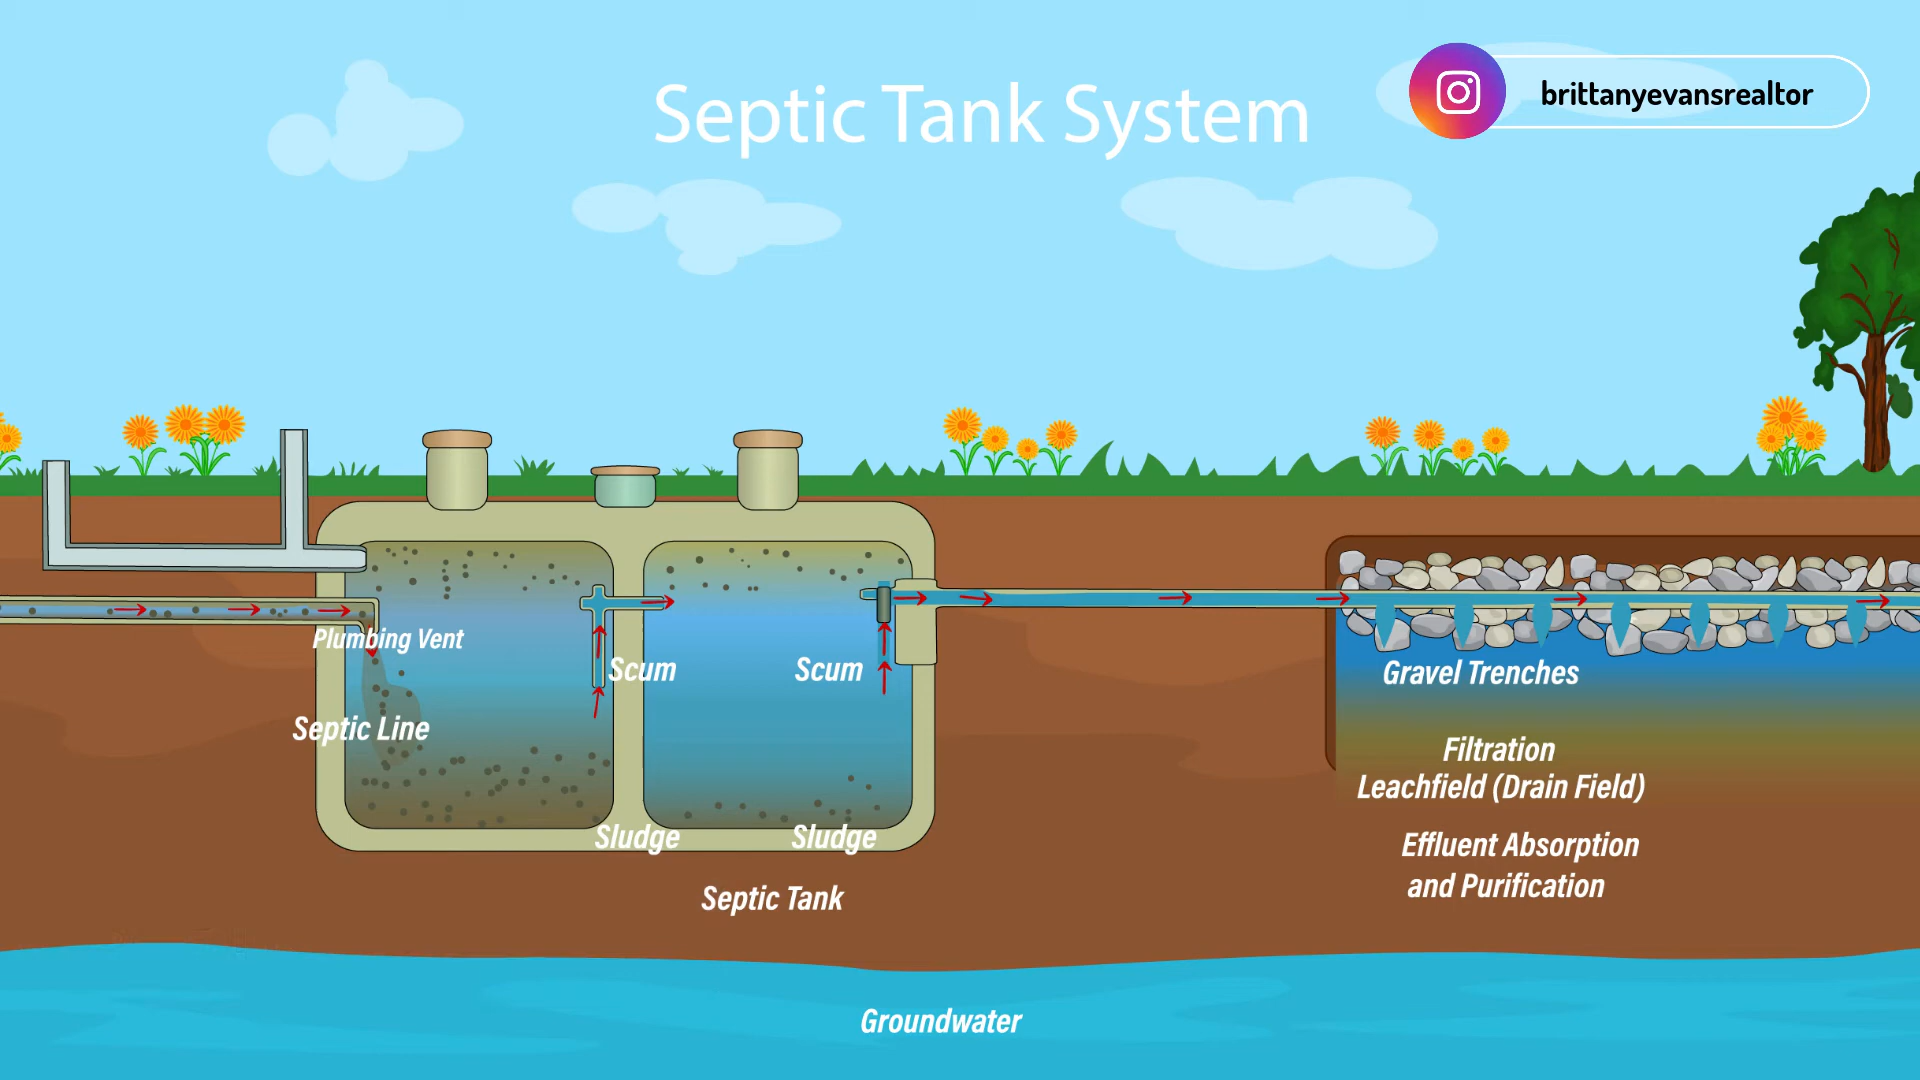 Septic Tank System
brittanyevansrealtor
Plumbing Vent
Scum
Scum
Septic Line
Sludge
Sludge
Septic Tank
Gravel Trenches
Filtration
Leachfield (Drain Field)
Effluent Absorption
and Purification
Groundwater